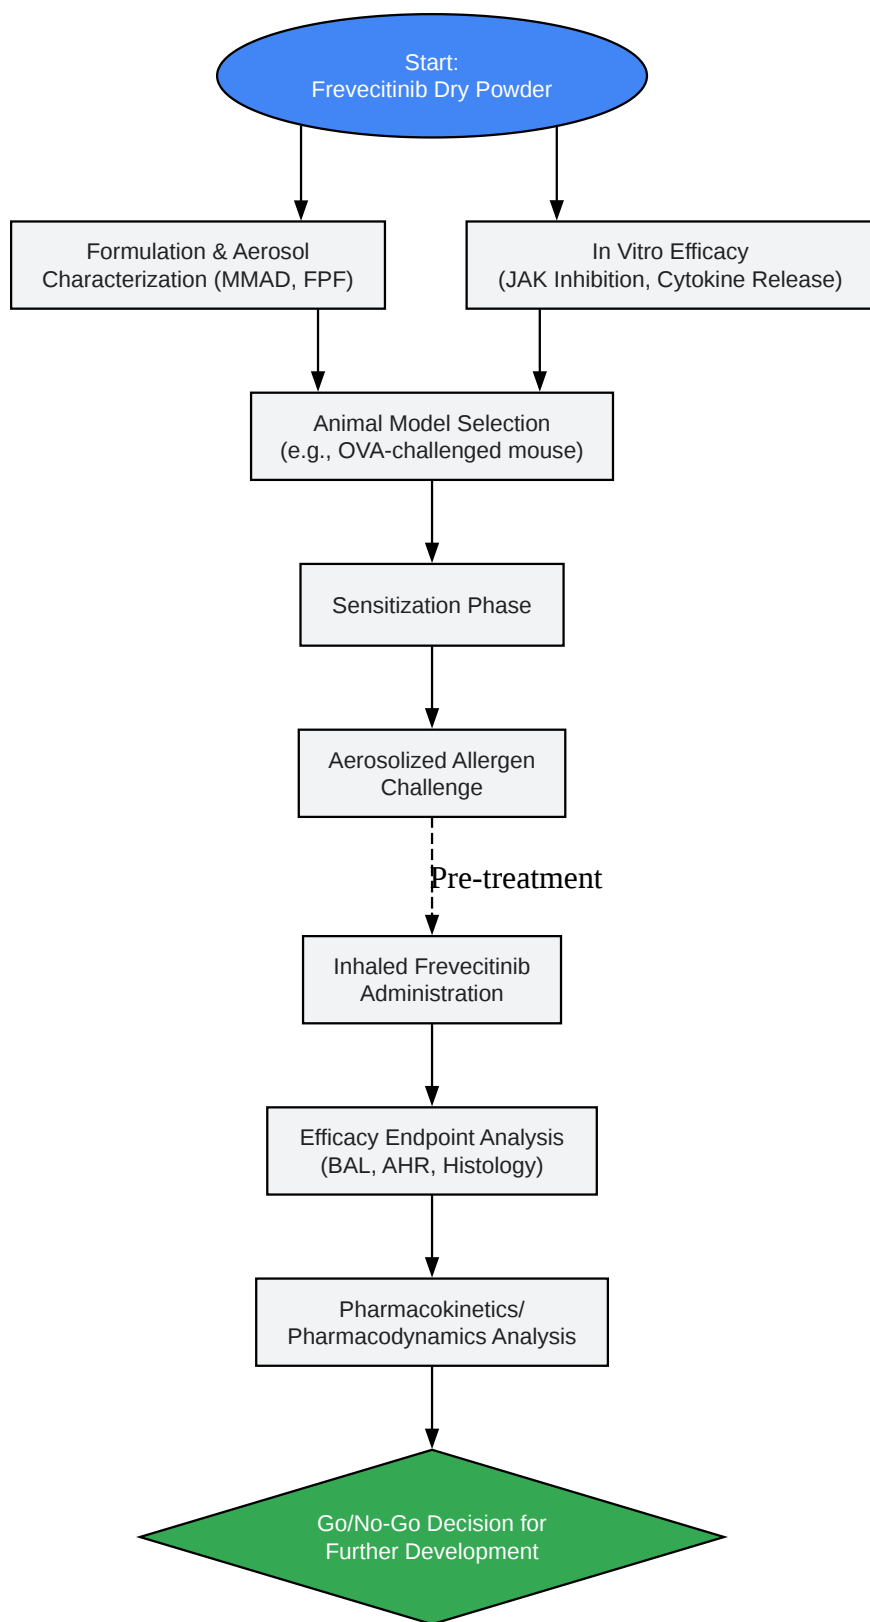 Start:
Frevecitinib Dry Powder
Formulation & Aerosol
Characterization (MMAD, FPF)
In Vitro Efficacy
(JAK Inhibition, Cytokine Release)
Animal Model Selection
(e.g., OVA-challenged mouse)
Sensitization Phase
Aerosolized Allergen
Challenge
Pre-treatment
Inhaled Frevecitinib
Administration
Efficacy Endpoint Analysis
(BAL, AHR, Histology)
Pharmacokinetics/
Pharmacodynamics Analysis
Go/No-Go Decision for
Further Development